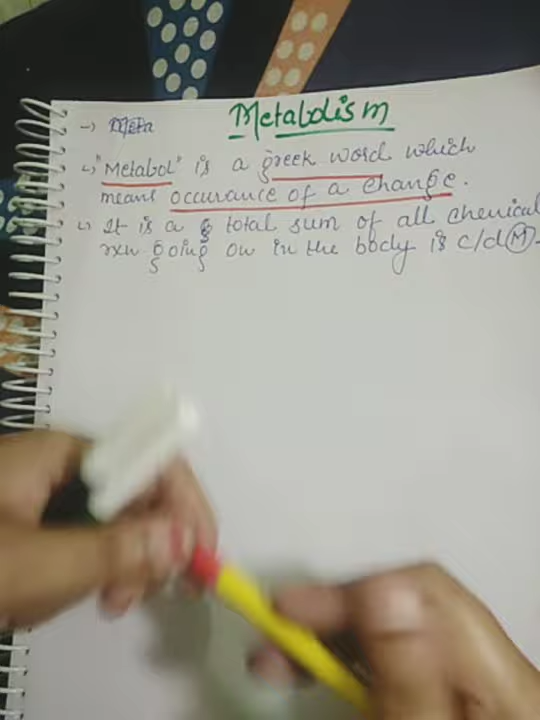 Metabolism
→ Meta
↳ "Metabol" is a greek word which
means occurance of a change.
↳ It is a total sum of all chemical
rxn going on in the body is c/d (M).